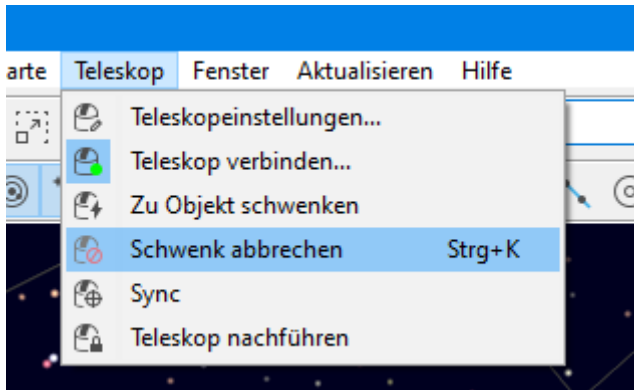 arte Teleskop Fenster Aktualisieren Hilfe
Teleskopeinstellungen...
Teleskop verbinden...
Zu Objekt schwenken
Schwenk abbrechen Strg+K
Sync
Teleskop nachführen